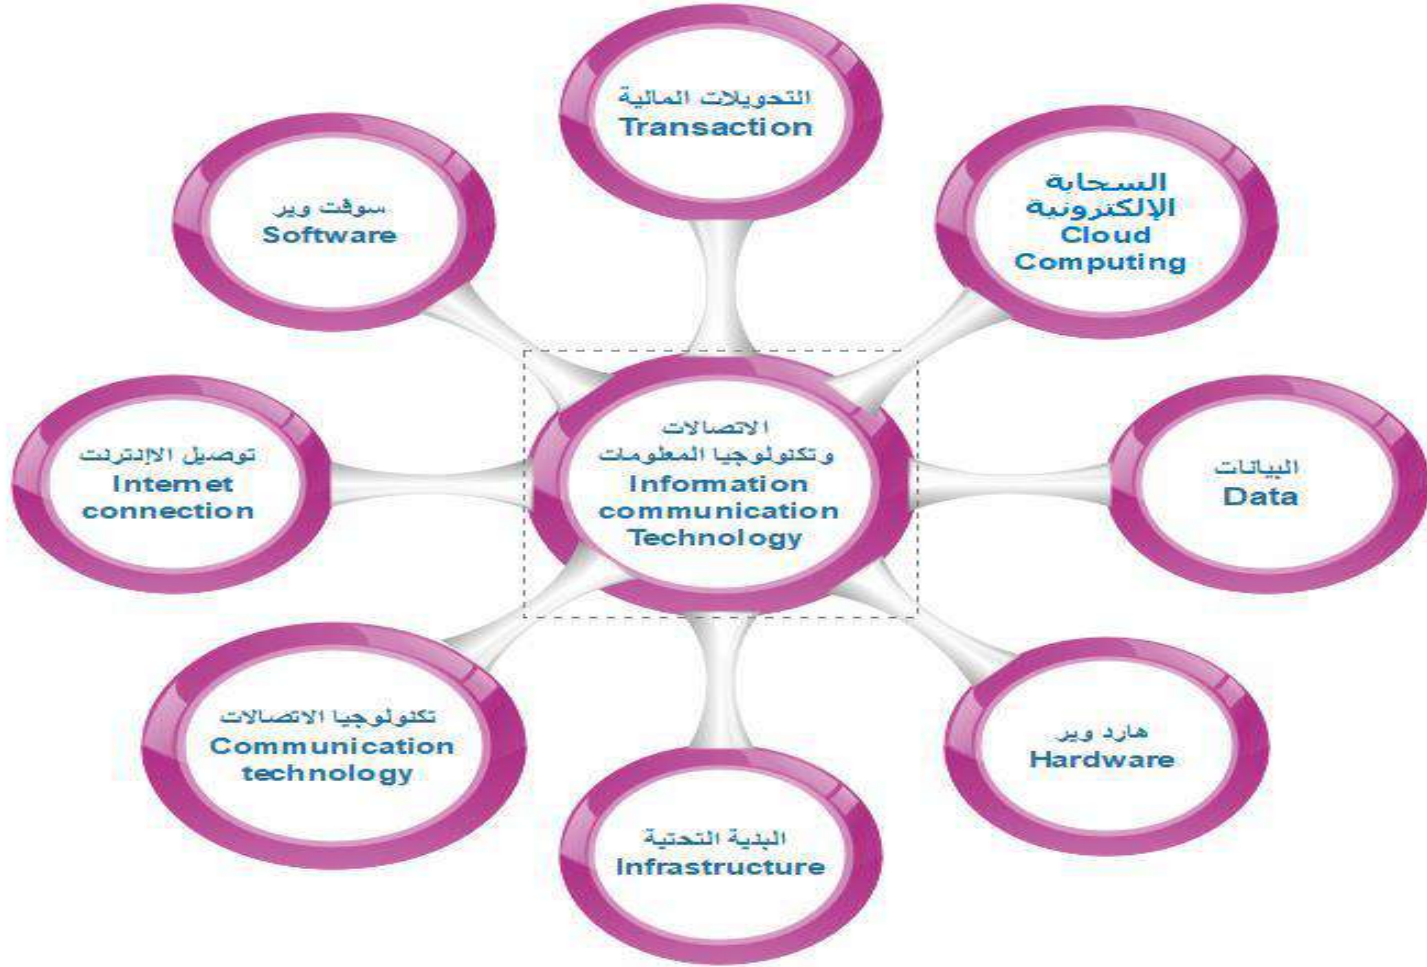 التحويلات المالية
Transaction
السحابة
الإلكترونية
Cloud
Computing
سوفت وير
Software
الاتصالات
وتكنولوجيا المعلومات
Information
communication
Technology
توصيل الاإنترنت
Internet
connection
البيانات
Data
تكنولوجيا الاتصالات
Communication
technology
هارد وير
Hardware
البنية التحتية
Infrastructure